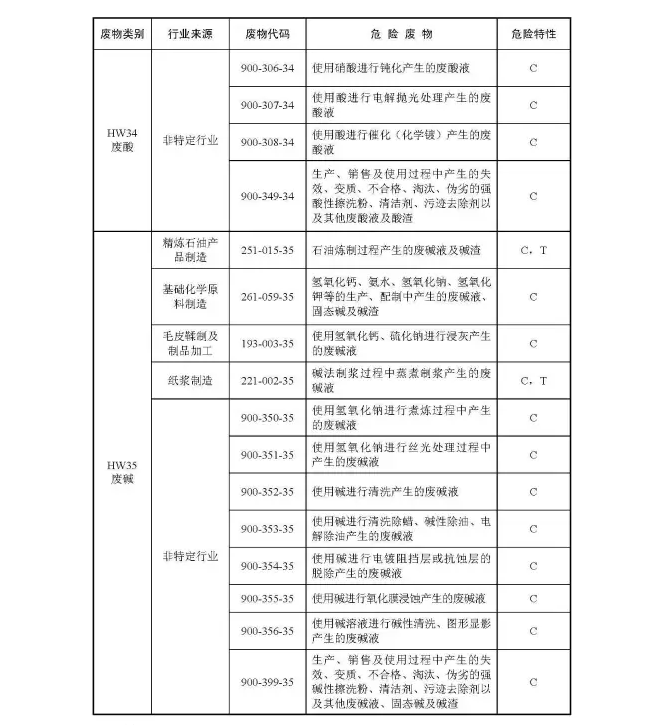 废物类别 行业来源 废物代码 危 险 废 物 危险特性
HW34
废酸
非特定行业
900-306-34 使用硝酸进行钝化产生的废酸液 C
900-307-34 使用酸进行电解抛光处理产生的废
酸液 C
900-308-34 使用酸进行催化（化学镀）产生的废
酸液 C
900-349-34 生产、销售及使用过程中产生的失
效、变质、不合格、淘汰、伪劣的强
酸性擦洗粉、清洁剂、污迹去除剂以
及其他废酸液及酸渣 C
HW35
废碱
精炼石油产
品制造
251-015-35 石油炼制过程产生的废碱液及碱渣 C，T
基础化学原
料制造
261-059-35 氢氧化钙、氨水、氢氧化钠、氢氧化
钾等的生产、配制中产生的废碱液、
固态碱及碱渣 C
毛皮鞣制及
制品加工
193-003-35 使用氢氧化钙、硫化钠进行浸灰产生
的废碱液 C
纸浆制造 221-002-35 碱法制浆过程中蒸煮制浆产生的废
碱液 C，T
非特定行业
900-350-35 使用氢氧化钠进行煮炼过程中产生
的废碱液 C
900-351-35 使用氢氧化钠进行丝光处理过程中
产生的废碱液 C
900-352-35 使用碱进行清洗产生的废碱液 C
900-353-35 使用碱进行清洗除蜡、碱性除油、电
解除油产生的废碱液 C
900-354-35 使用碱进行电镀阻挡层或抗蚀层的
脱除产生的废碱液 C
900-355-35 使用碱进行氧化膜浸蚀产生的废碱液 C
900-356-35 使用碱溶液进行碱性清洗、图形显影
产生的废碱液 C
900-399-35 生产、销售及使用过程中产生的失
效、变质、不合格、淘汰、伪劣的强
碱性擦洗粉、清洁剂、污迹去除剂以
及其他废碱液、固态碱及碱渣 C